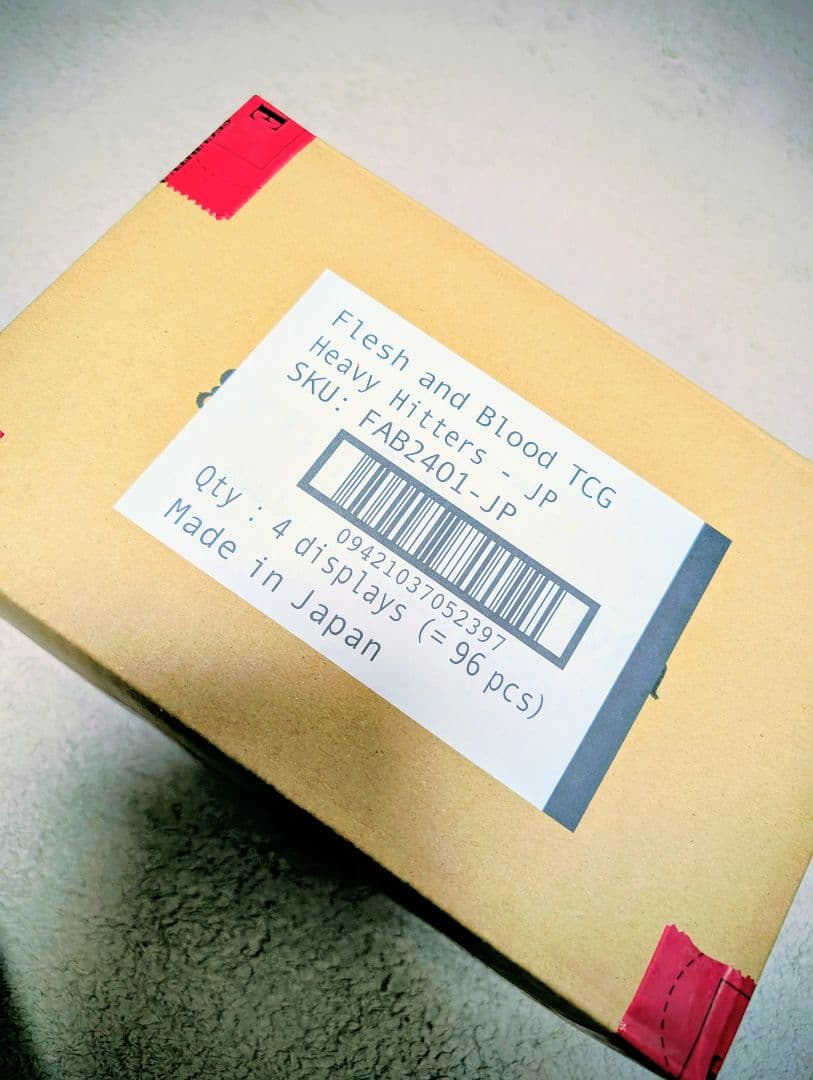 Flesh and Blood TCG
Heavy Hitters - JP
SKU: FAB2401-JP
09421037052397
Qty : 4 displays (= 96 pcs)
Made in Japan
E